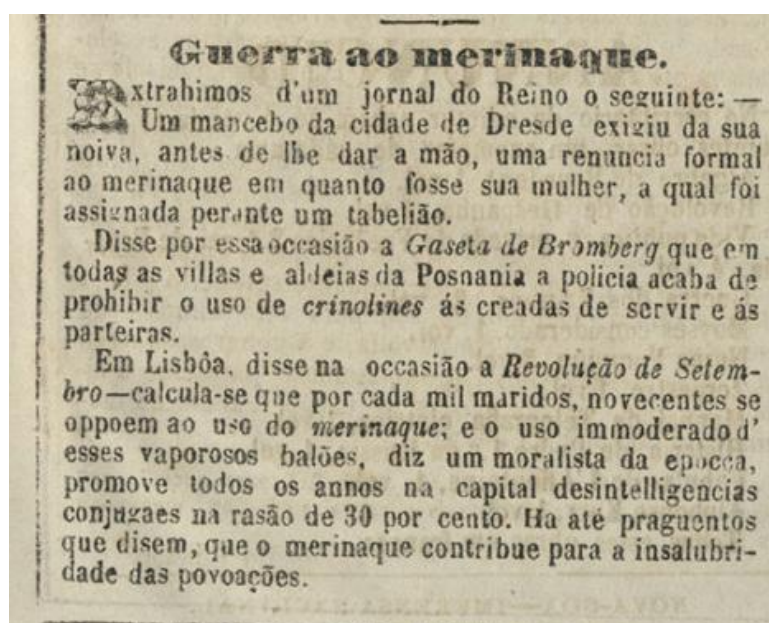 Guerra ao merinaque.
Extrahimos d'um jornal do Reino o seguinte: —
Um mancebo da cidade de Dresde exigiu da sua
noiva, antes de lhe dar a mão, uma renuncia formal
ao merinaque em quanto fosse sua mulher, a qual foi
assignada perante um tabelião.
Disse por essa occasião a Gaseta de Bromberg que em
todas as villas e aldeias da Posnania a policia acaba de
prohibir o uso de crinolines ás creadas de servir e ás
parteiras.
Em Lisbôa, disse na occasião a Revolução de Setem-
bro—calcula-se que por cada mil maridos, novecentes se
oppoem ao uso do merinaque; e o uso immoderado d'
esses vaporosos balões, diz um moralista da epocca,
promove todos os annos na capital desintelligencias
conjugaes na rasão de 30 por cento. Ha até praguentos
que disem, que o merinaque contribue para a insalubri-
dade das povoações.